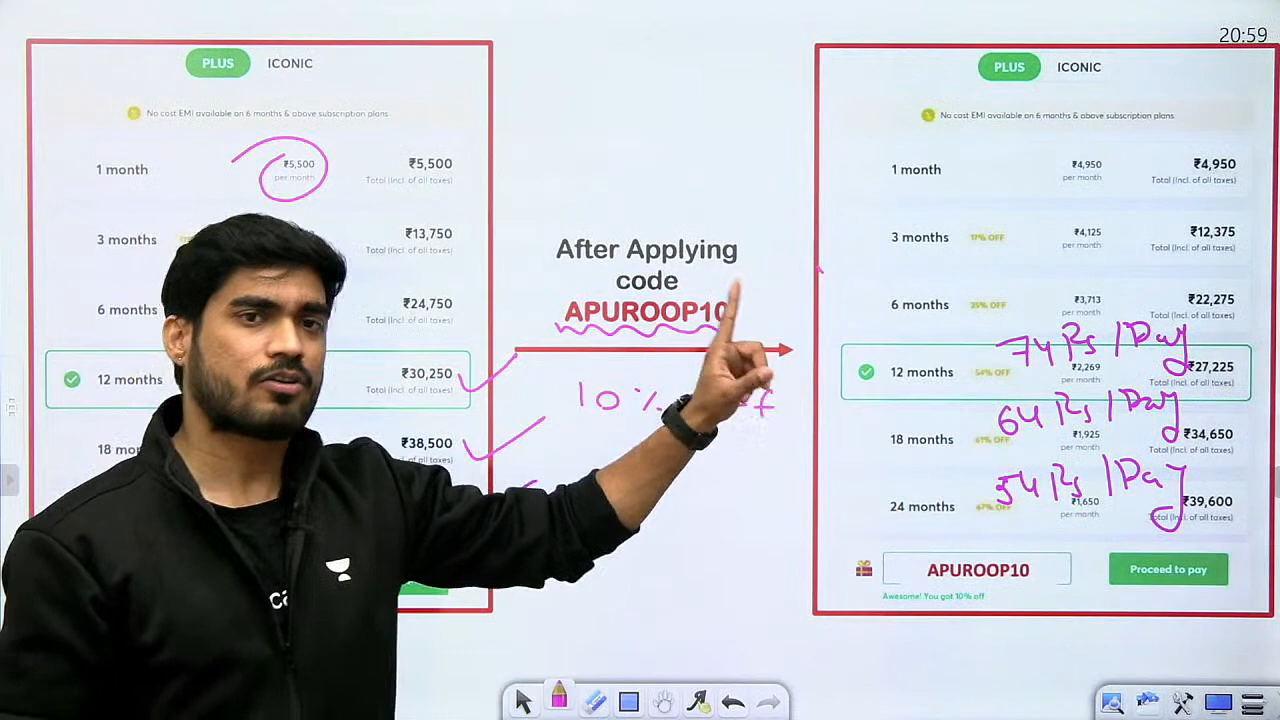 20:59
PLUS ICONIC
No cost EMI available on 6 months & above subscription plans
1 month ₹5,500 ₹5,500
per month Total (Incl. of all taxes)
3 months ₹13,750
Total (Incl. of all taxes)
6 months ₹24,750
Total (Incl. of all taxes)
12 months ₹30,250
Total (Incl. of all taxes)
18 ₹38,500
Total (Incl. of all taxes)
After Applying
code
APUROOP10
10%
PLUS ICONIC
No cost EMI available on 6 months & above subscription plans
1 month ₹4,950 ₹4,950
per month Total (Incl. of all taxes)
3 months 17% OFF ₹4,125 ₹12,375
per month Total (Incl. of all taxes)
6 months 25% OFF ₹3,713 ₹22,275
per month Total (Incl. of all taxes)
74 Rs /Day
12 months 54% OFF ₹2,269 ₹27,225
per month Total (Incl. of all taxes)
64 Rs /Day
18 months 61% OFF ₹1,925 ₹34,650
per month Total (Incl. of all taxes)
54 Rs /Day
24 months 67% OFF ₹1,650 ₹39,600
per month Total (Incl. of all taxes)
APUROOP10 Proceed to pay
Awesome! You got 10% off